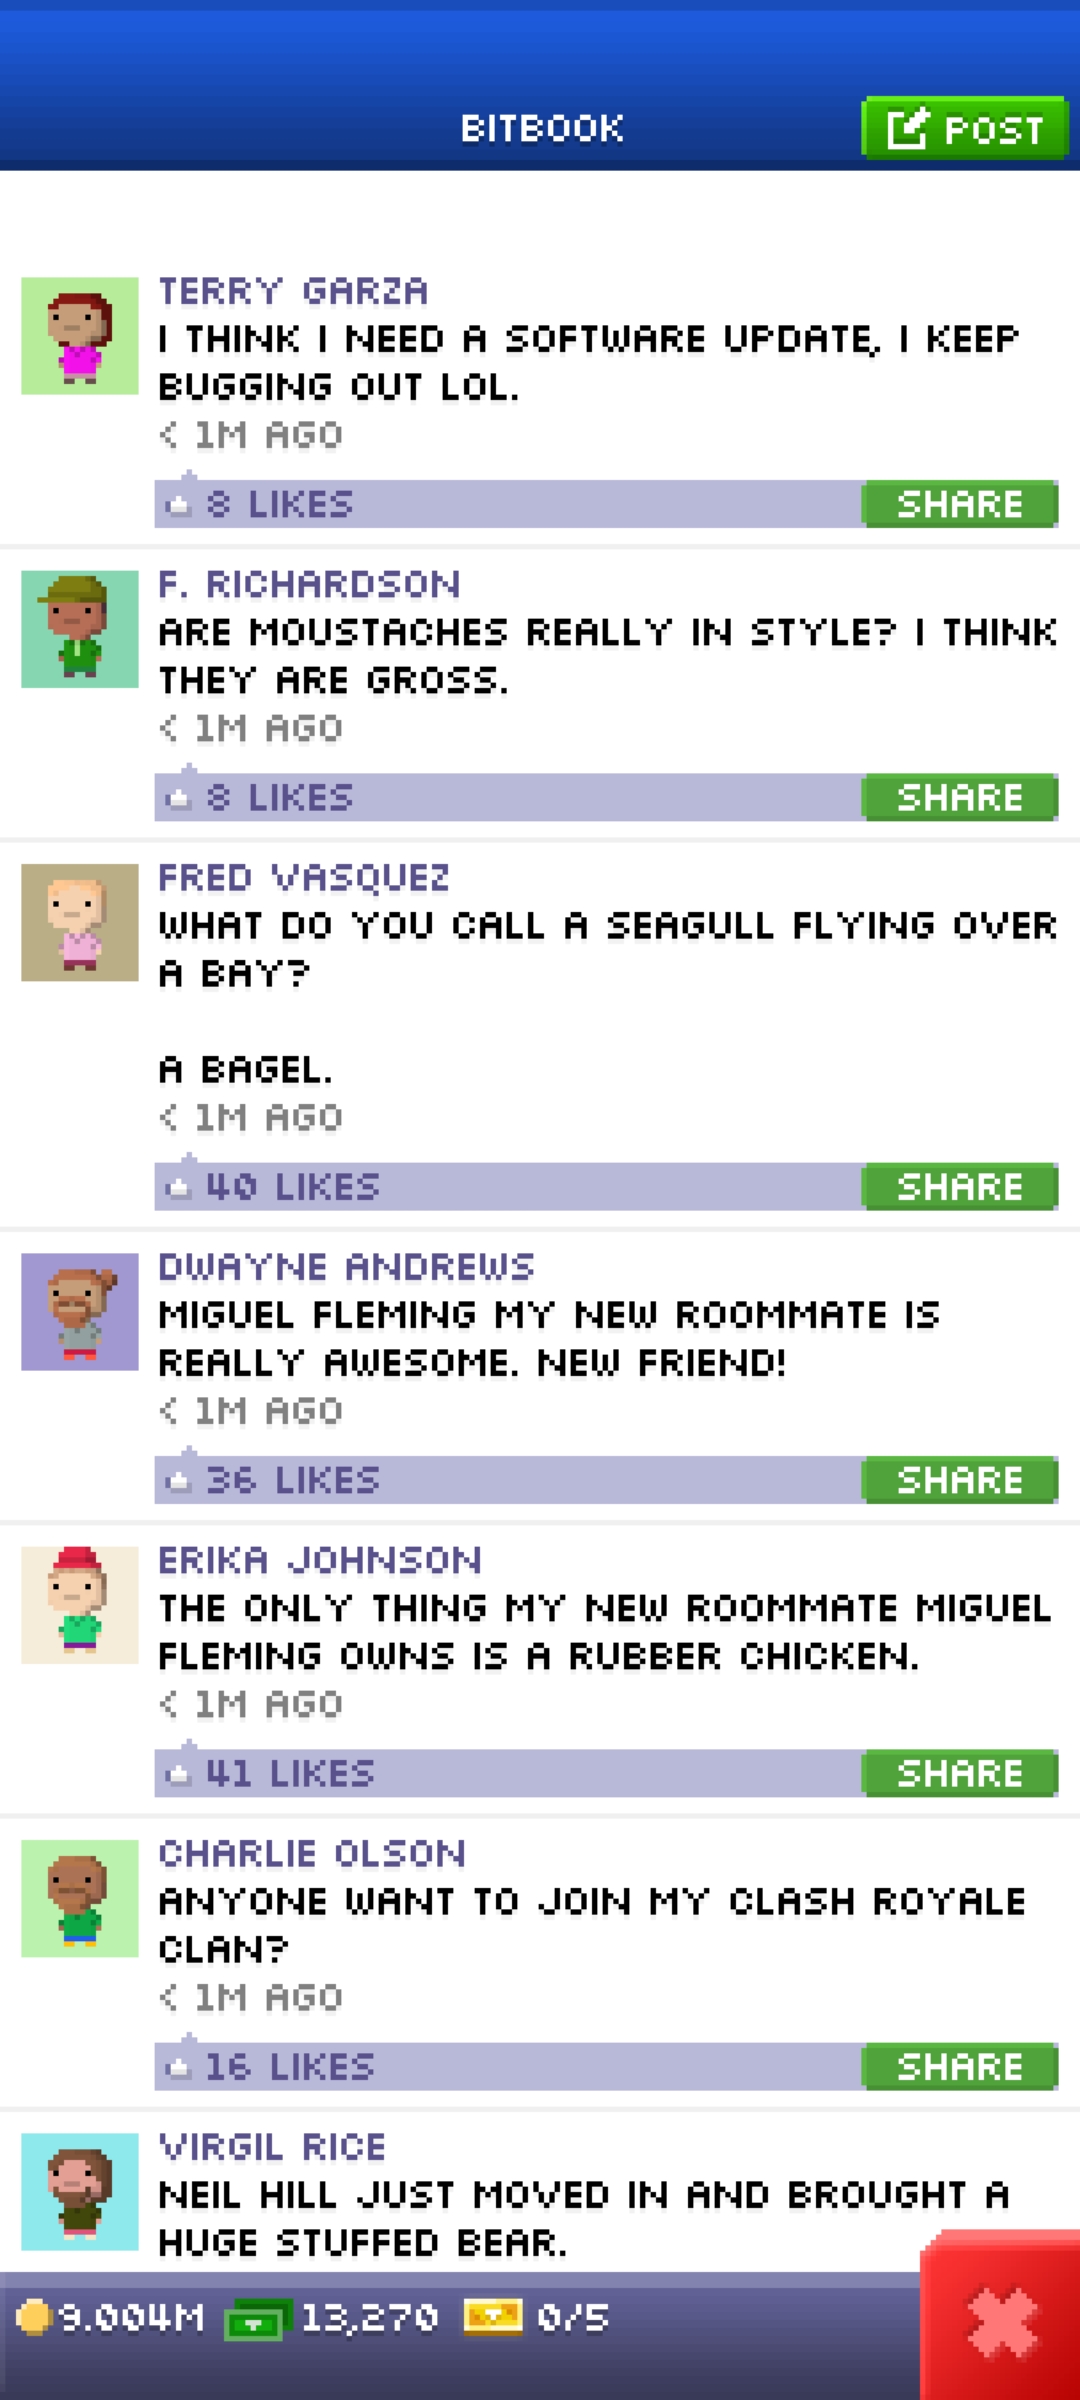 BITBOOK
POST
TERRY GARZA
I THINK I NEED A SOFTWARE UPDATE, I KEEP
BUGGING OUT LOL.
< 1M AGO
8 LIKES
SHARE
F. RICHARDSON
ARE MOUSTACHES REALLY IN STYLE? I THINK
THEY ARE GROSS.
< 1M AGO
8 LIKES
SHARE
FRED VASQUEZ
WHAT DO YOU CALL A SEAGULL FLYING OVER
A BAY?
A BAGEL.
< 1M AGO
40 LIKES
SHARE
DWAYNE ANDREWS
MIGUEL FLEMING MY NEW ROOMMATE IS
REALLY AWESOME. NEW FRIEND!
< 1M AGO
36 LIKES
SHARE
ERIKA JOHNSON
THE ONLY THING MY NEW ROOMMATE MIGUEL
FLEMING OWNS IS A RUBBER CHICKEN.
< 1M AGO
41 LIKES
SHARE
CHARLIE OLSON
ANYONE WANT TO JOIN MY CLASH ROYALE
CLAN?
< 1M AGO
16 LIKES
SHARE
VIRGIL RICE
NEIL HILL JUST MOVED IN AND BROUGHT A
HUGE STUFFED BEAR.
9.004M 13,270 0/5